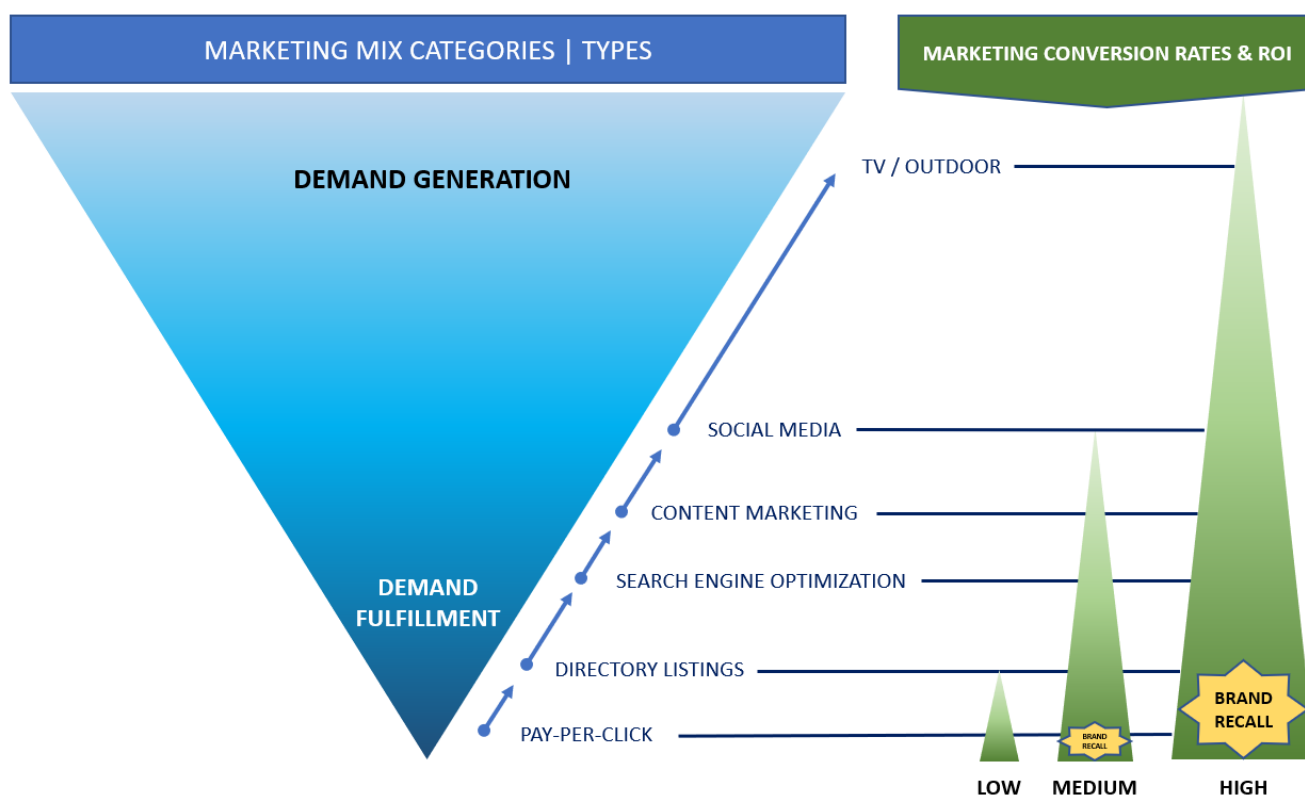 MARKETING MIX CATEGORIES | TYPES
MARKETING CONVERSION RATES & ROI
DEMAND GENERATION
TV / OUTDOOR
SOCIAL MEDIA
CONTENT MARKETING
SEARCH ENGINE OPTIMIZATION
DEMAND
FULFILLMENT
DIRECTORY LISTINGS
PAY-PER-CLICK
BRAND
RECALL
BRAND
RECALL
LOW
MEDIUM
HIGH